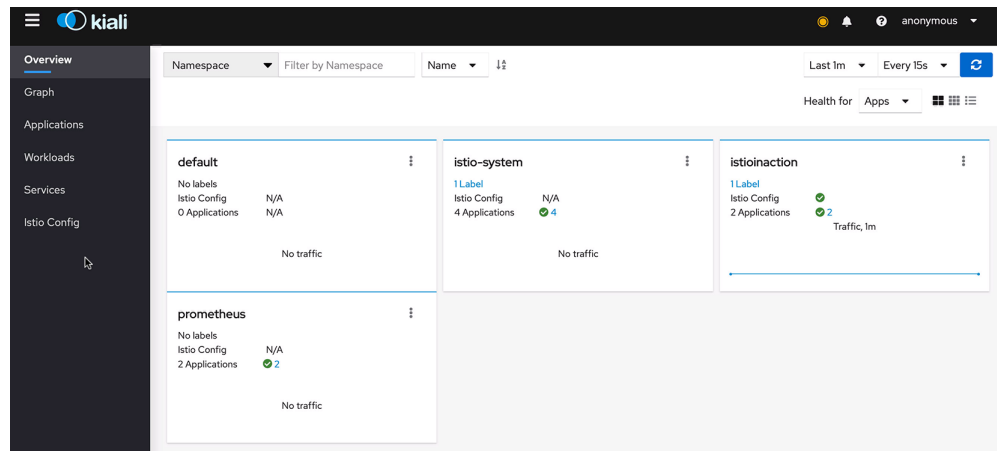 kiali
anonymous
Overview
Graph
Applications
Workloads
Services
Istio Config
Namespace
Filter by Namespace
Name
Last 1m
Every 15s
Health for
Apps
default
No labels
Istio Config N/A
0 Applications N/A
No traffic
istio-system
1 Label
Istio Config N/A
4 Applications 4
No traffic
istioinaction
1 Label
Istio Config
2 Applications 2
Traffic, 1m
prometheus
No labels
Istio Config N/A
2 Applications 2
No traffic